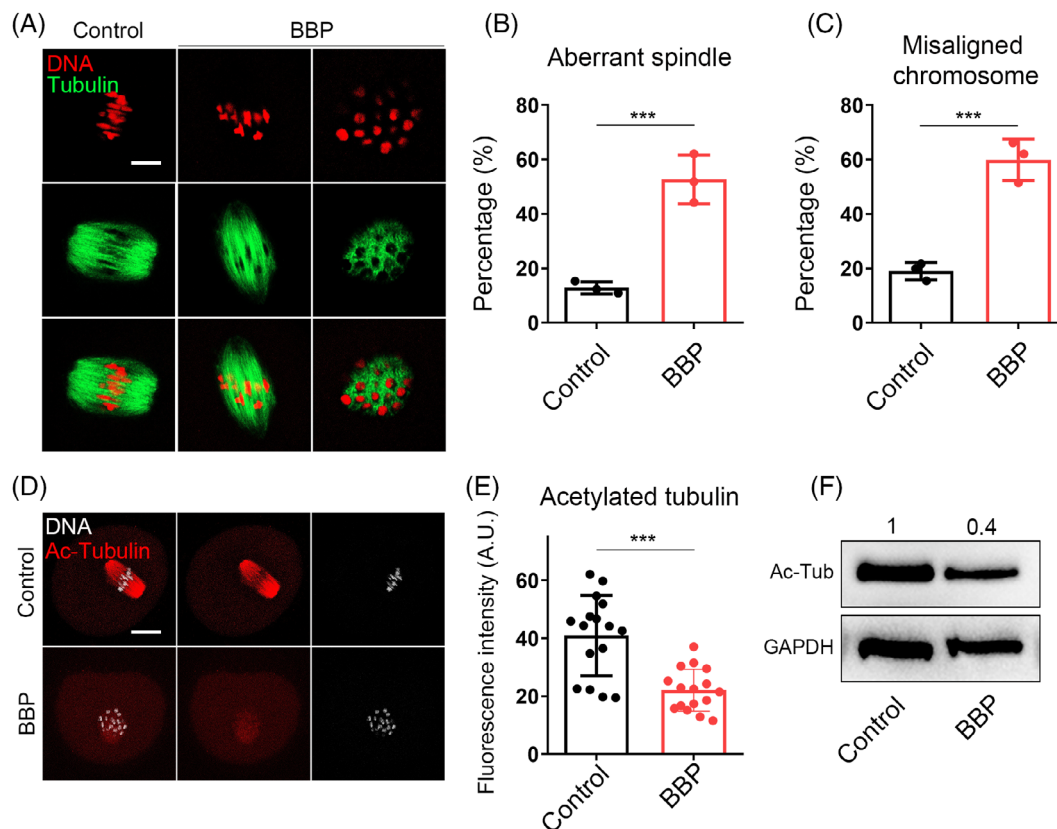 (A)
Control
BBP
DNA
Tubulin
(B)
Aberrant spindle
Percentage (%)
80
60
40
20
0
***
Control
BBP
(C)
Misaligned
chromosome
Percentage (%)
80
60
40
20
0
***
Control
BBP
(D)
DNA
Ac-Tubulin
Control
BBP
(E)
Acetylated tubulin
Fluorescence intensity (A.U.)
60
40
20
0
***
Control
BBP
(F)
1
0.4
Ac-Tub
GAPDH
Control
BBP